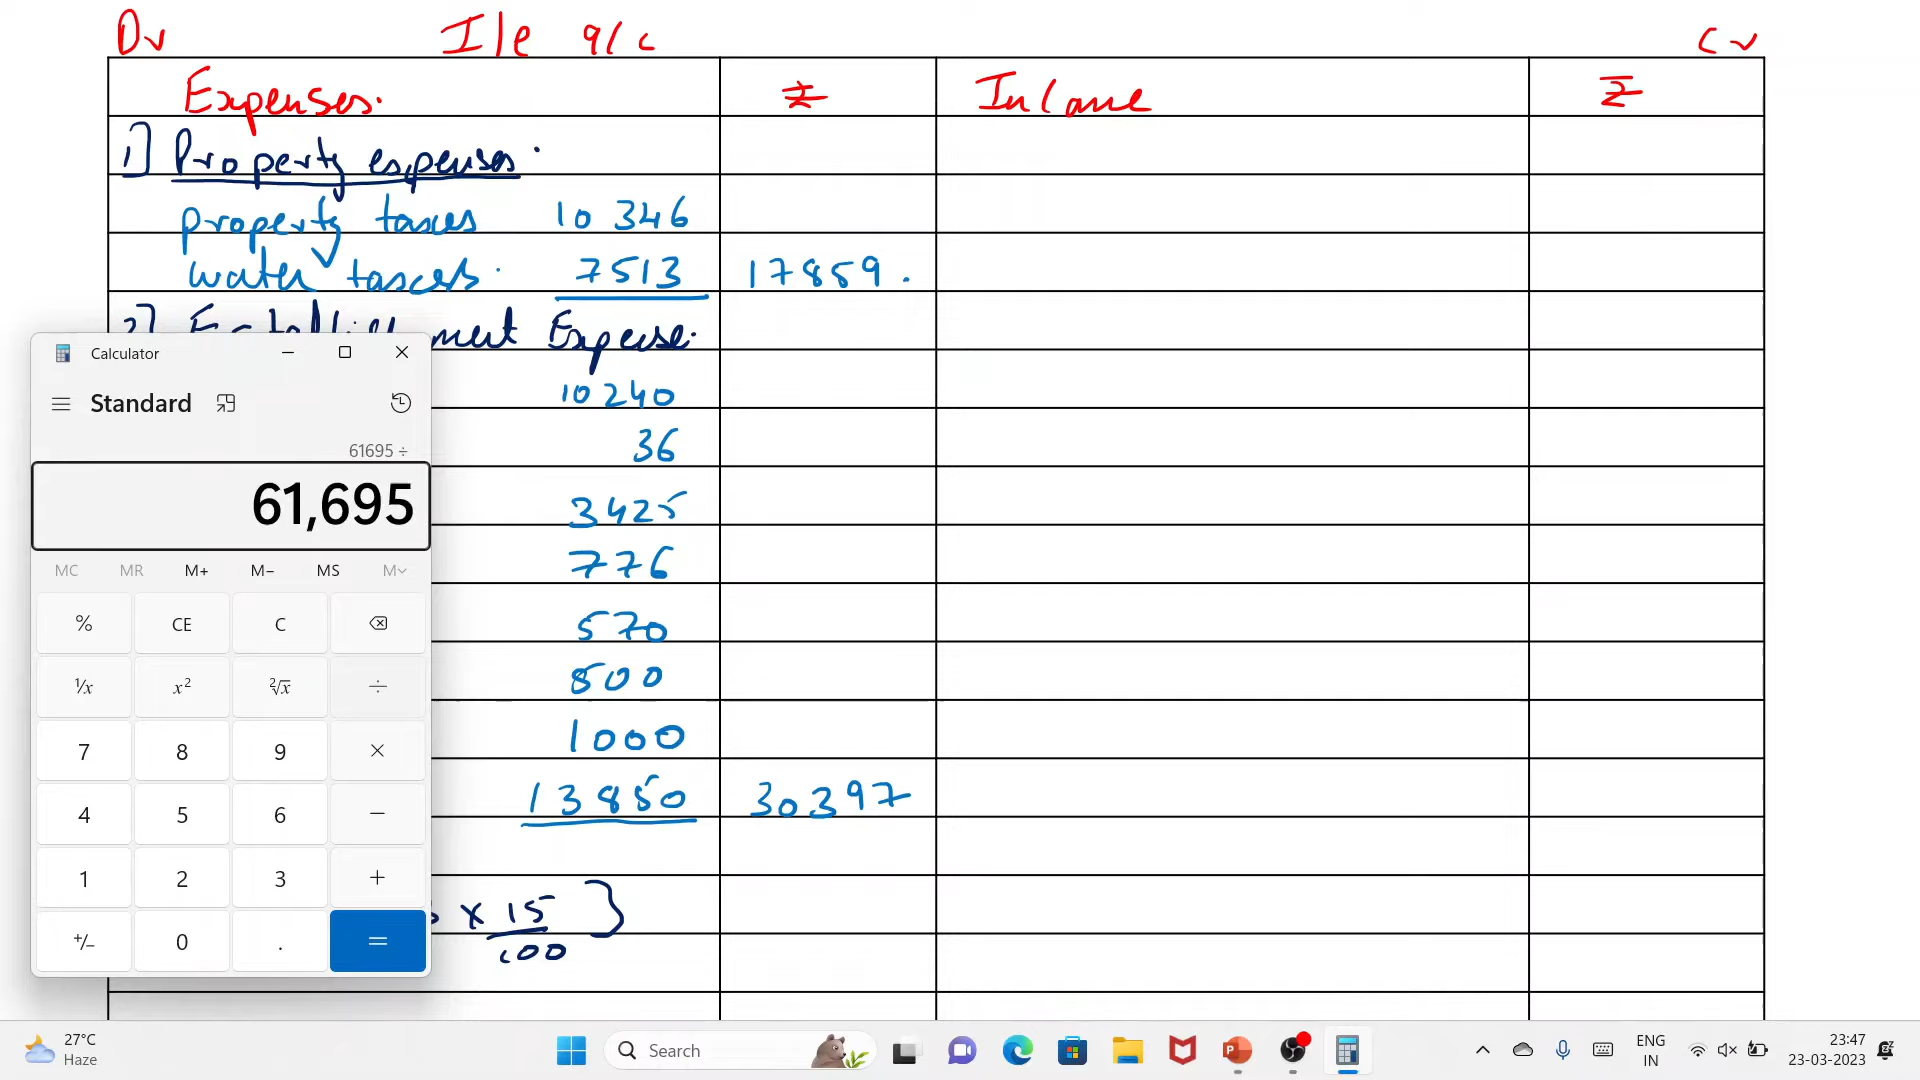 Dr I/e a/c Cr
Expenses. ₹ Income ₹
1] Property expenses.
property taxes 10346
water taxes. 7513 17859.
2] Establishment Expense.
10240
36
3425
776
570
500
1000
13850 30397
x 15 }
100
Calculator
Standard
61695 ÷
61,695
MC MR M+ M− MS M
% CE C
¹/x x² ²√x ÷
7 8 9 ×
4 5 6 −
1 2 3 +
+/− 0 . =
27°C
Haze
Search
ENG
IN
23:47
23-03-2023